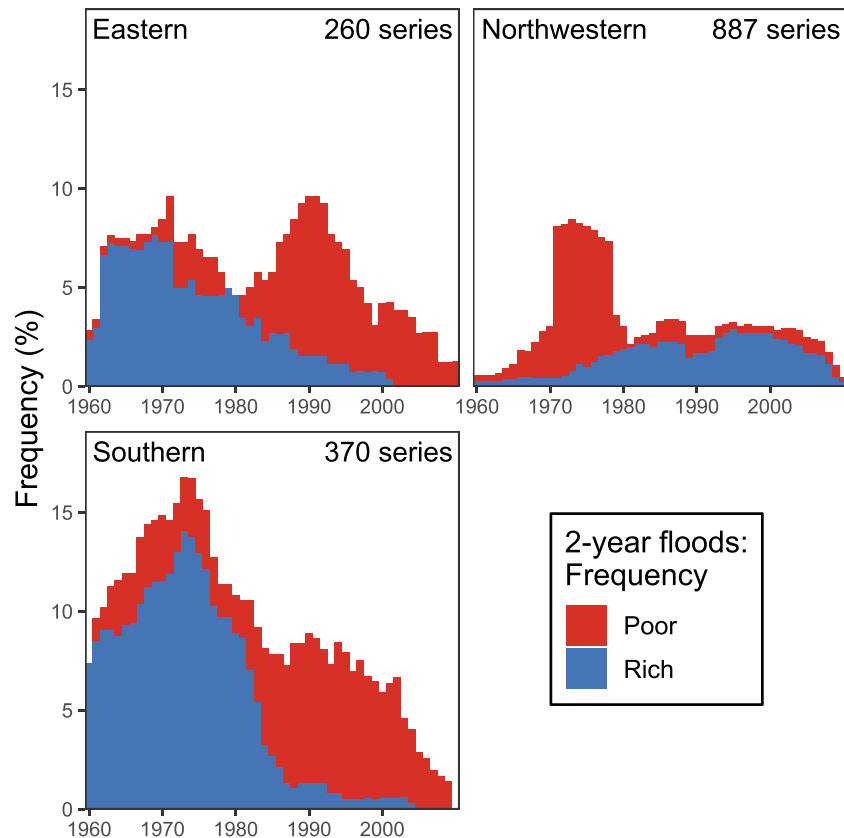 Eastern 260 series
Northwestern 887 series
15
10
5
0
1960 1970 1980 1990 2000
1960 1970 1980 1990 2000
Frequency (%)
Southern 370 series
15
10
5
0
1960 1970 1980 1990 2000
2-year floods:
Frequency
Poor
Rich